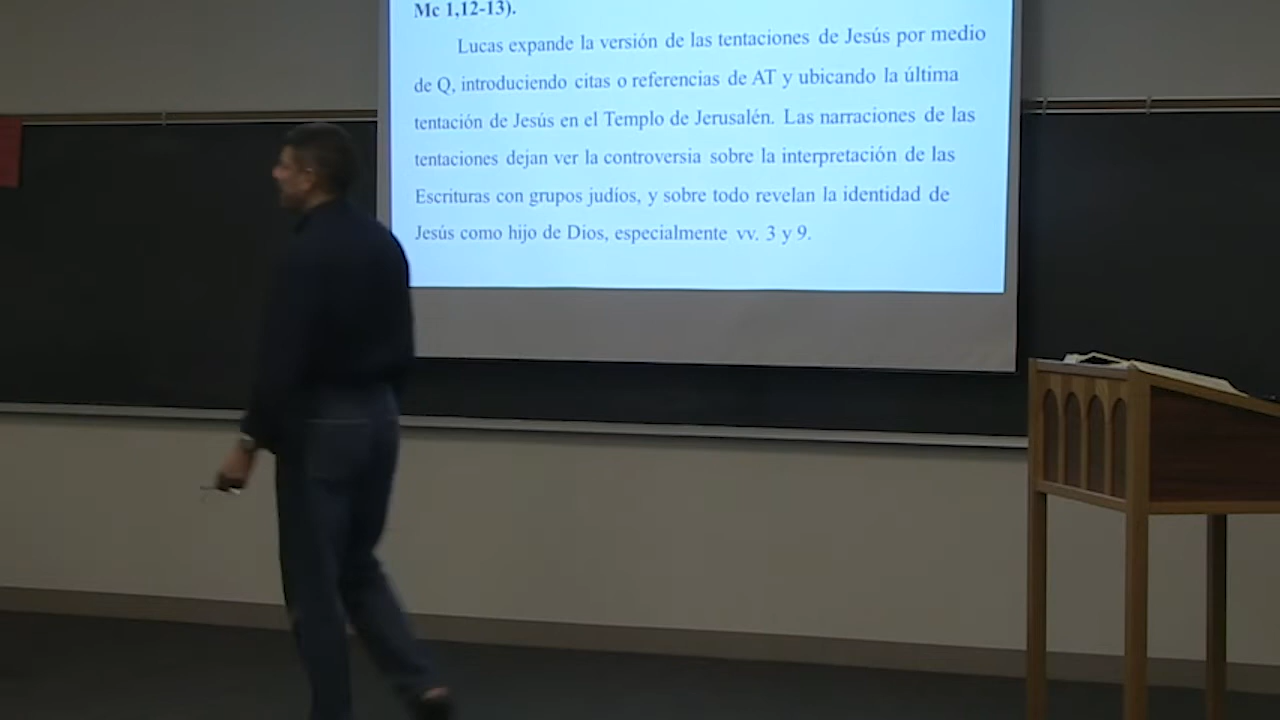 Mc 1,12-13).
Lucas expande la versión de las tentaciones de Jesús por medio
de Q, introduciendo citas o referencias de AT y ubicando la última
tentación de Jesús en el Templo de Jerusalén. Las narraciones de las
tentaciones dejan ver la controversia sobre la interpretación de las
Escrituras con grupos judíos, y sobre todo revelan la identidad de
Jesús como hijo de Dios, especialmente vv. 3 y 9.